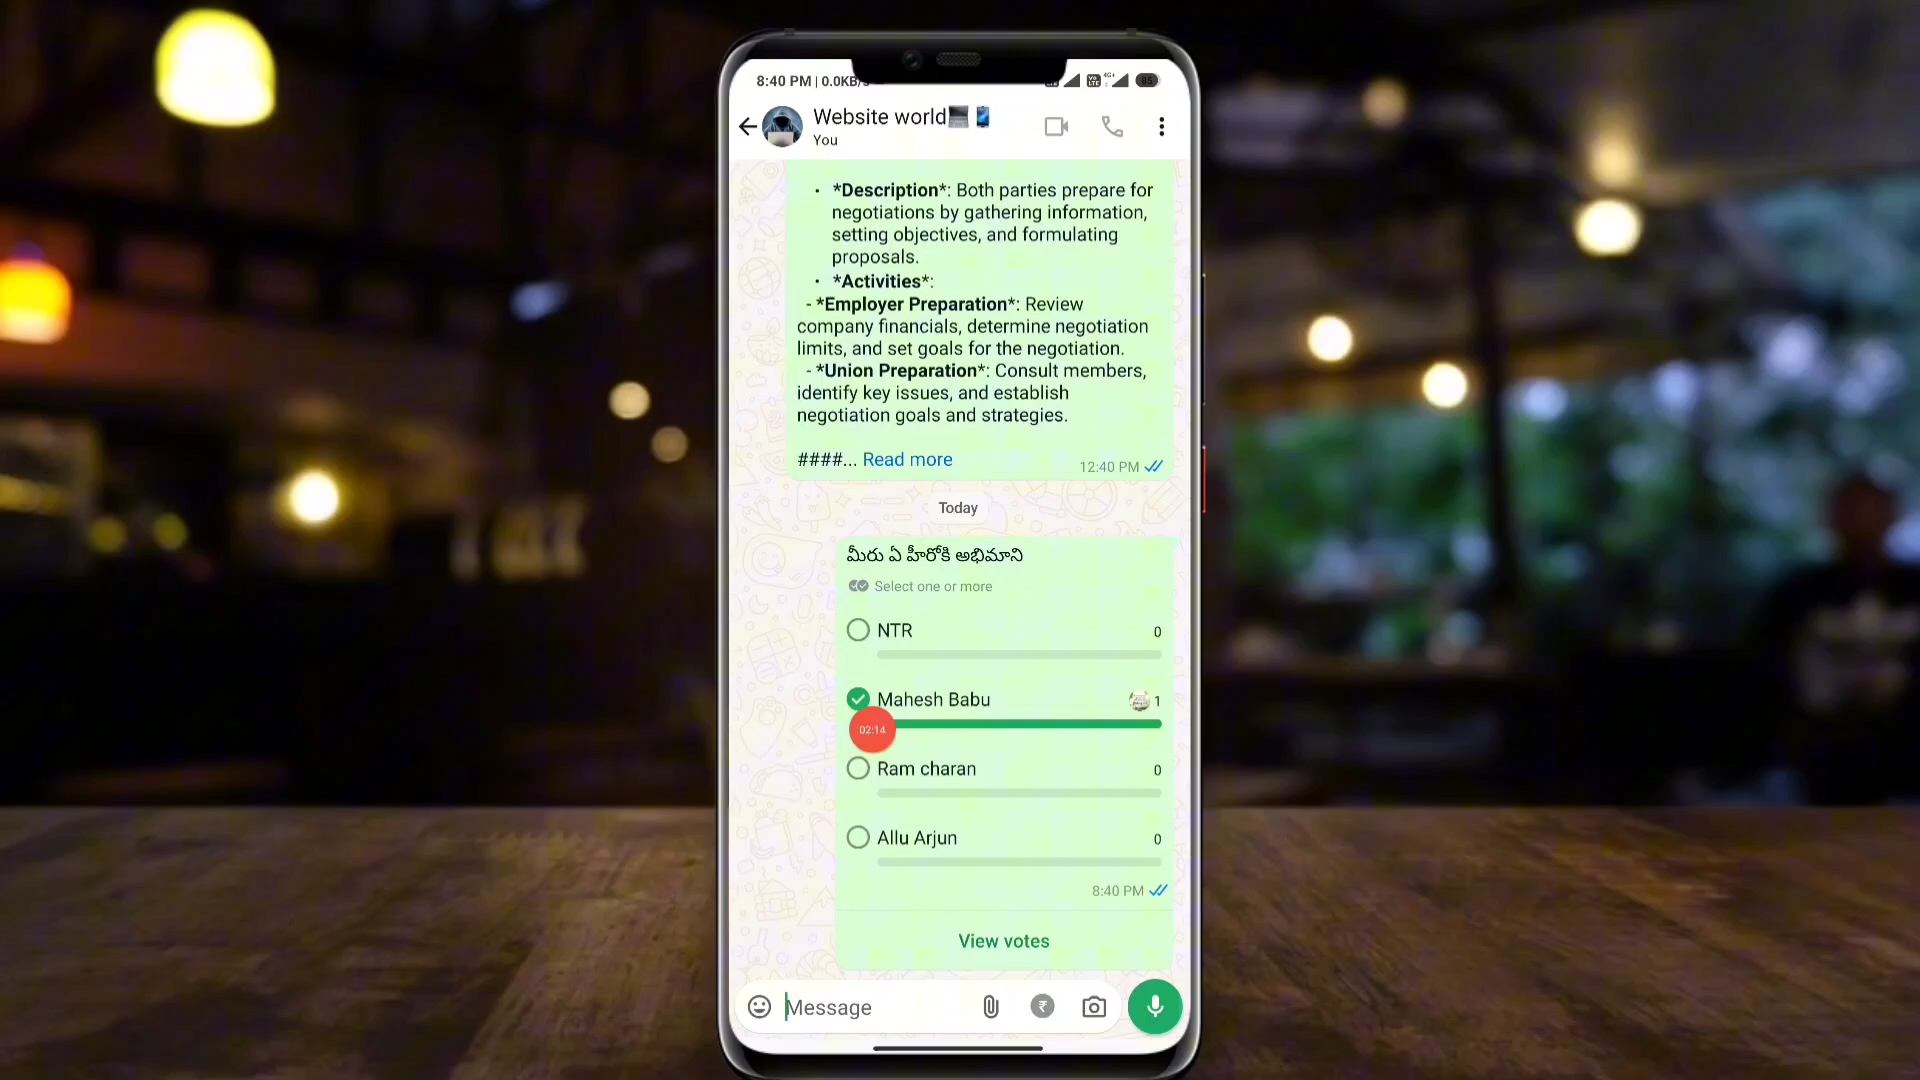 8:40 PM | 0.0KB/s
Website world
You
• *Description*: Both parties prepare for
negotiations by gathering information,
setting objectives, and formulating
proposals.
• *Activities*:
- *Employer Preparation*: Review
company financials, determine negotiation
limits, and set goals for the negotiation.
- *Union Preparation*: Consult members,
identify key issues, and establish
negotiation goals and strategies.
####... Read more
12:40 PM
Today
మీరు ఏ హీరోకి అభిమాని
Select one or more
NTR 0
Mahesh Babu 1
02:14
Ram charan 0
Allu Arjun 0
8:40 PM
View votes
Message